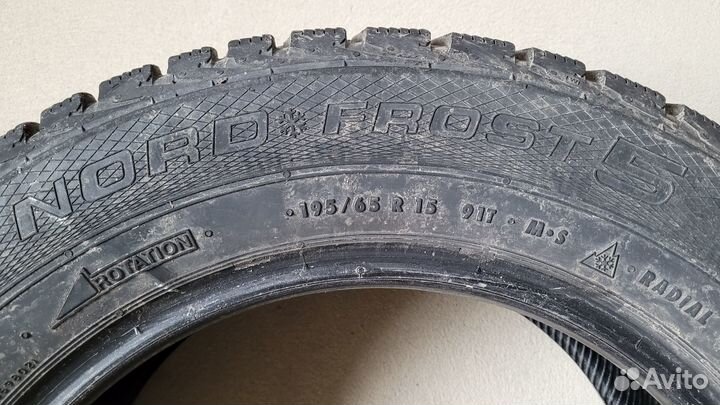 NORD FROST 5
195/65 R 15 91T · M·S
ROTATION
RADIAL
Avito